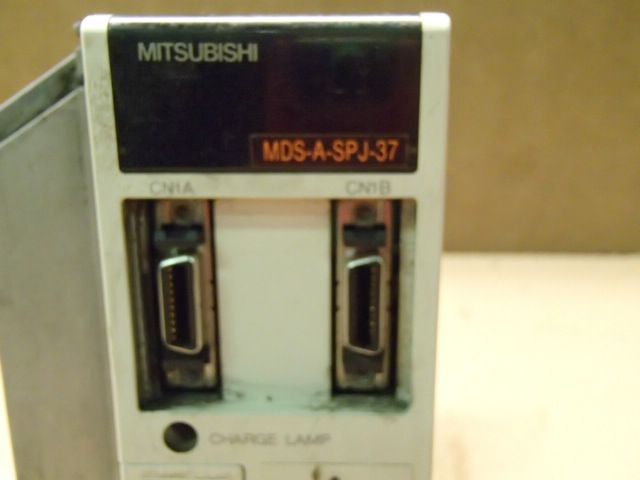 MITSUBISHI
MDS-A-SPJ-37
CN1A CN1B
CHARGE LAMP